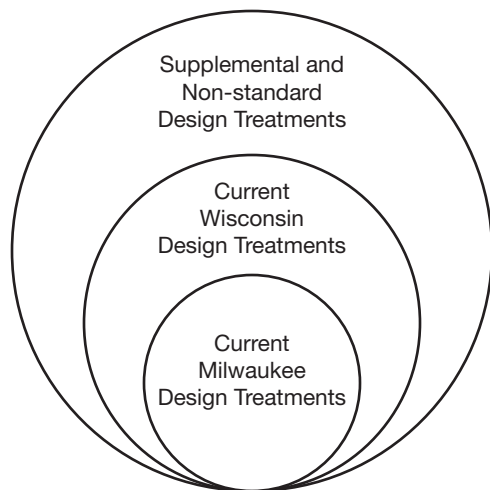 Supplemental and
Non-standard
Design Treatments
Current
Wisconsin
Design Treatments
Current
Milwaukee
Design Treatments